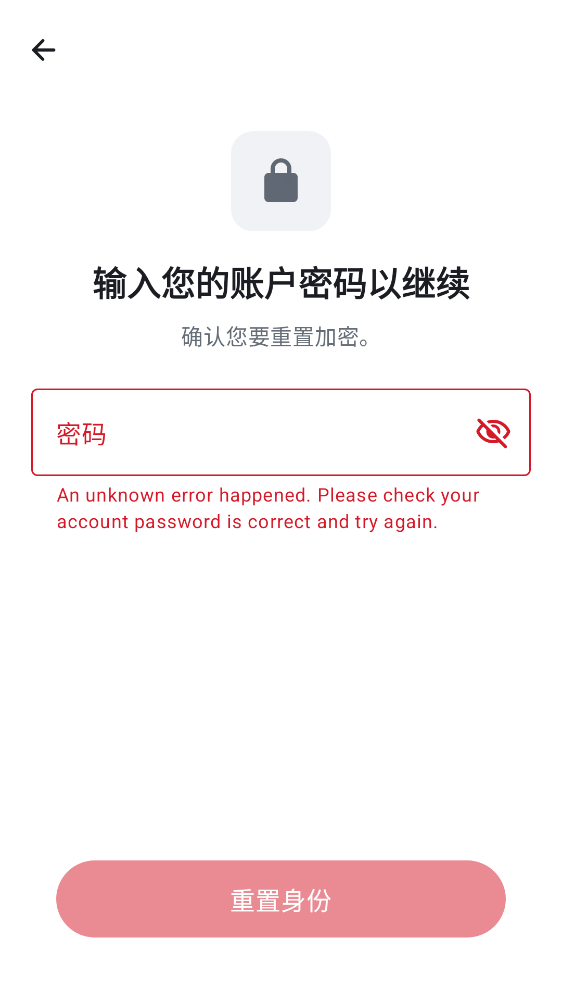 输入您的账户密码以继续
确认您要重置加密。
密码
An unknown error happened. Please check your
account password is correct and try again.
重置身份